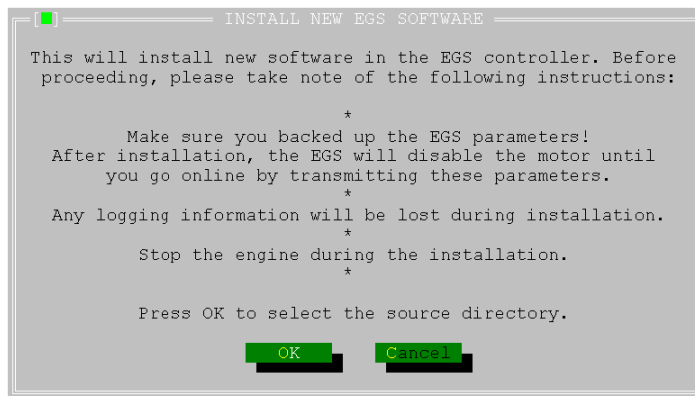 INSTALL NEW EGS SOFTWARE
This will install new software in the EGS controller. Before
proceeding, please take note of the following instructions:
*
Make sure you backed up the EGS parameters!
After installation, the EGS will disable the motor until
you go online by transmitting these parameters.
*
Any logging information will be lost during installation.
*
Stop the engine during the installation.
*
Press OK to select the source directory.
OK Cancel